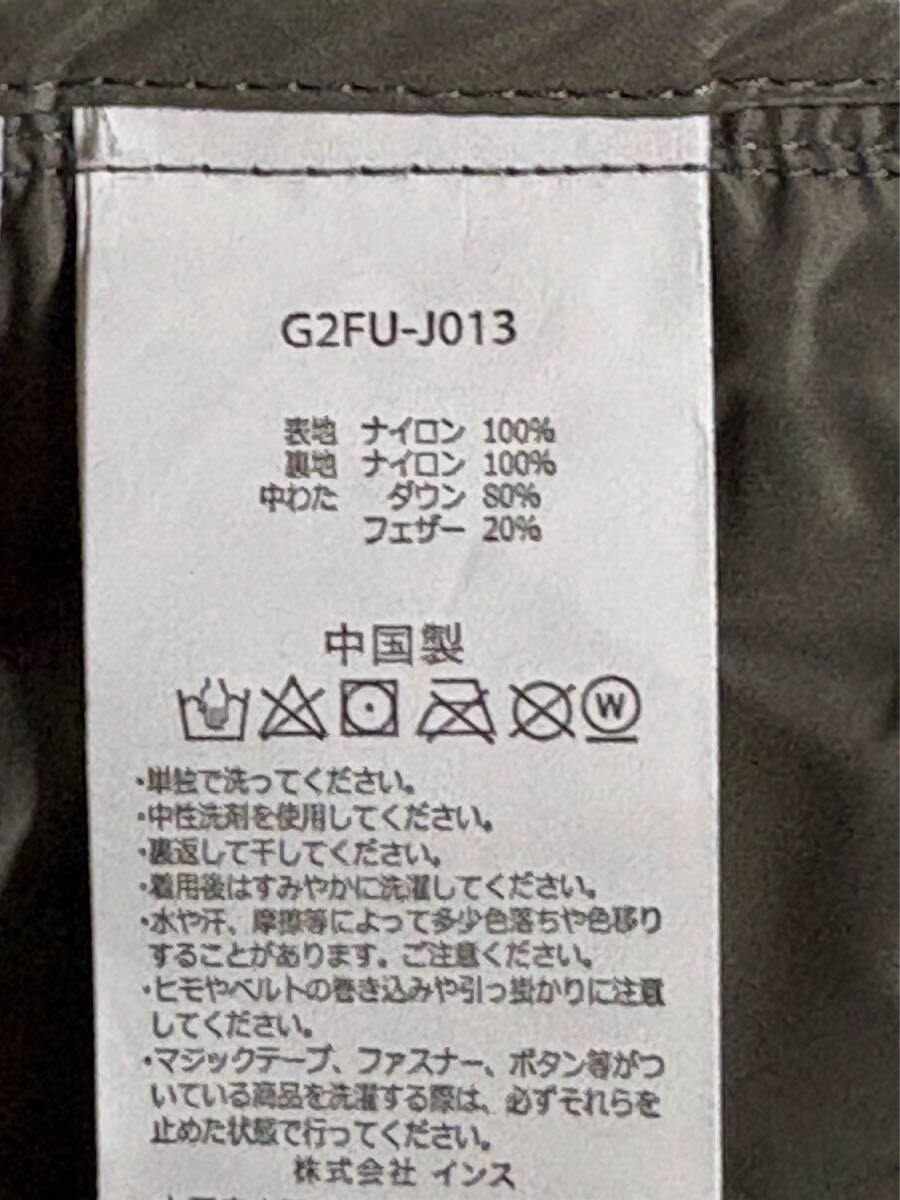 G2FU-J013
表地 ナイロン 100%
裏地 ナイロン 100%
中わた ダウン 80%
フェザー 20%
中国製
W
・単独で洗ってください。
・中性洗剤を使用してください。
・裏返して干してください。
・着用後はすみやかに洗濯してください。
・水や汗、摩擦等によって多少色落ちや色移り
することがあります。ご注意ください。
・ヒモやベルトの巻き込みや引っ掛かりに注意
してください。
・マジックテープ、ファスナー、ボタン等がつ
いている商品を洗濯する際は、必ずそれらを
止めた状態で行ってください。
株式会社 インス